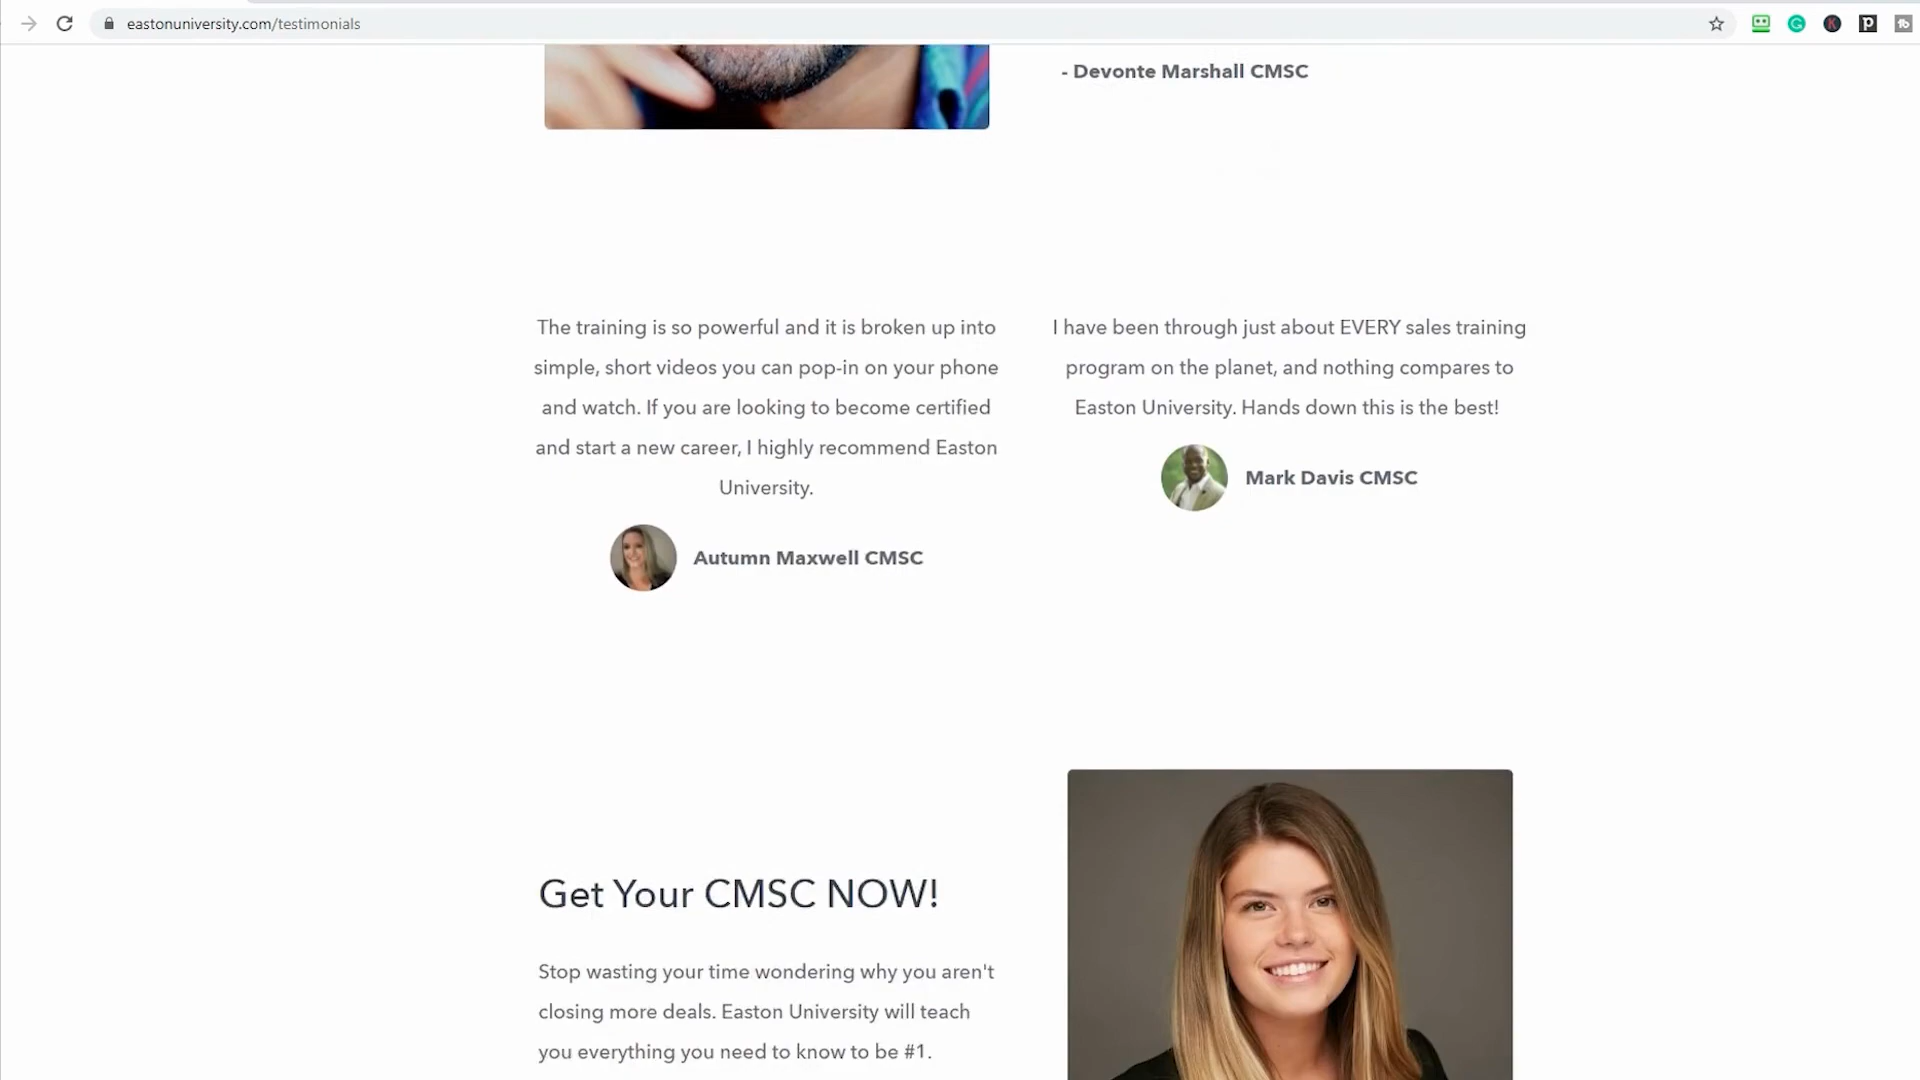 eastonuniversity.com/testimonials
- Devonte Marshall CMSC
The training is so powerful and it is broken up into
simple, short videos you can pop-in on your phone
and watch. If you are looking to become certified
and start a new career, I highly recommend Easton
University.
Autumn Maxwell CMSC
I have been through just about EVERY sales training
program on the planet, and nothing compares to
Easton University. Hands down this is the best!
Mark Davis CMSC
Get Your CMSC NOW!
Stop wasting your time wondering why you aren't
closing more deals. Easton University will teach
you everything you need to know to be #1.